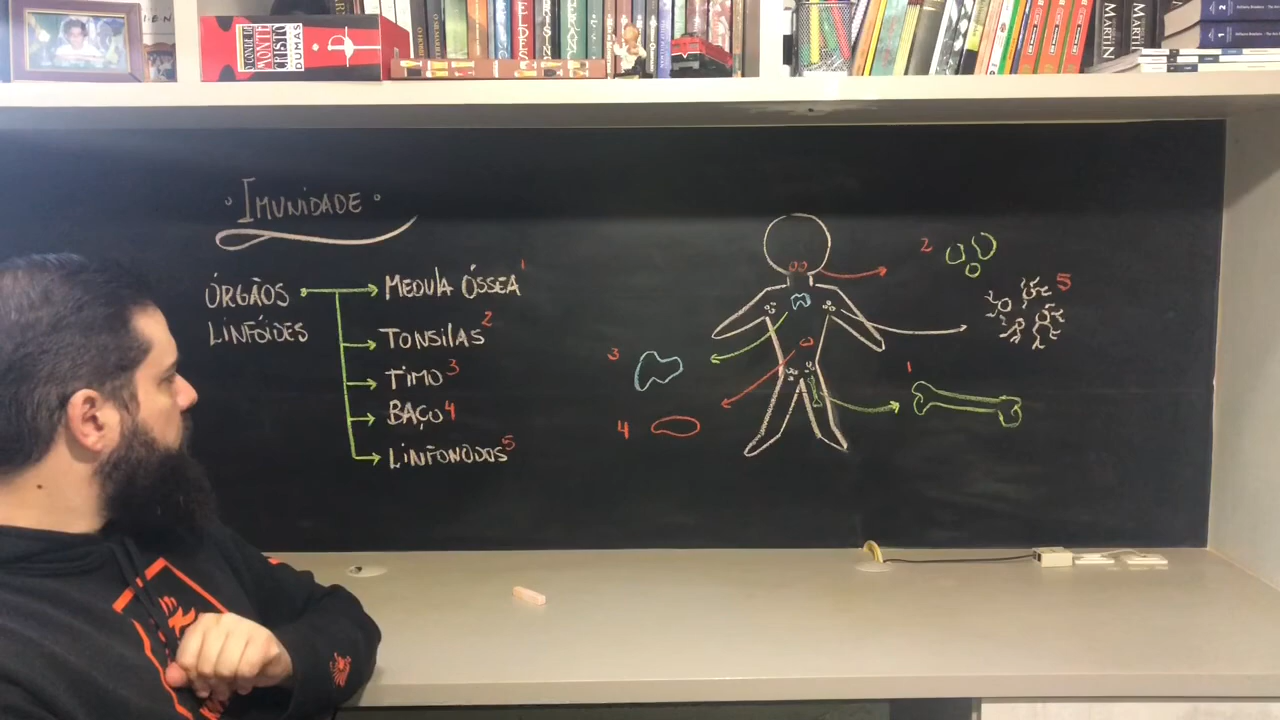 O CONDE DE
MONTE
CRISTO
DUMAS
MARTIN
MARTIN
2
IMUNIDADE
ÓRGÃOS
LINFÓIDES
MEDULA ÓSSEA 1
TONSILAS 2
TIMO 3
BAÇO 4
LINFONODOS 5
2
5
3
1
4